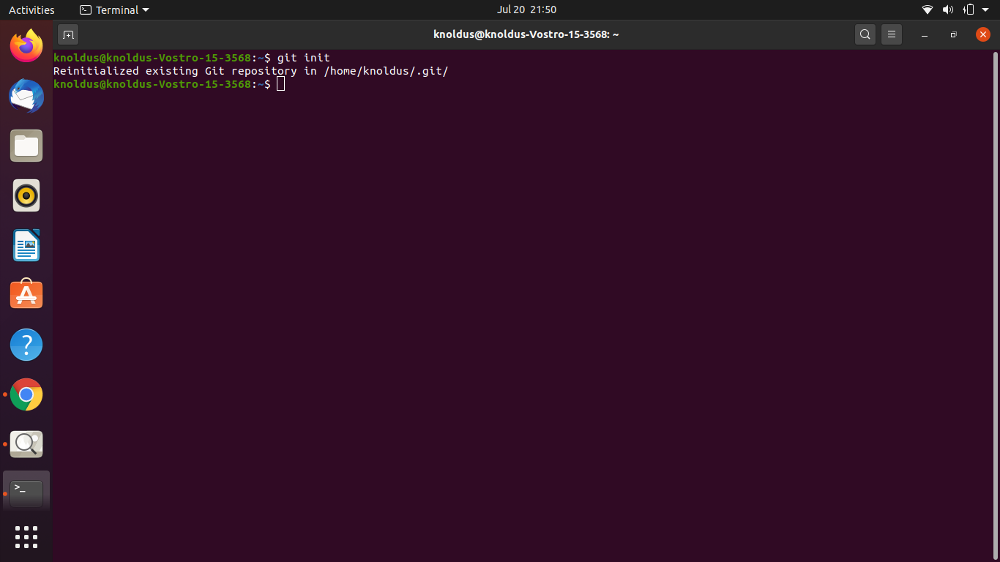 Activities
Terminal
Jul 20 21:50
knoldus@knoldus-Vostro-15-3568: ~
knoldus@knoldus-Vostro-15-3568:~$ git init
Reinitialized existing Git repository in /home/knoldus/.git/
knoldus@knoldus-Vostro-15-3568:~$